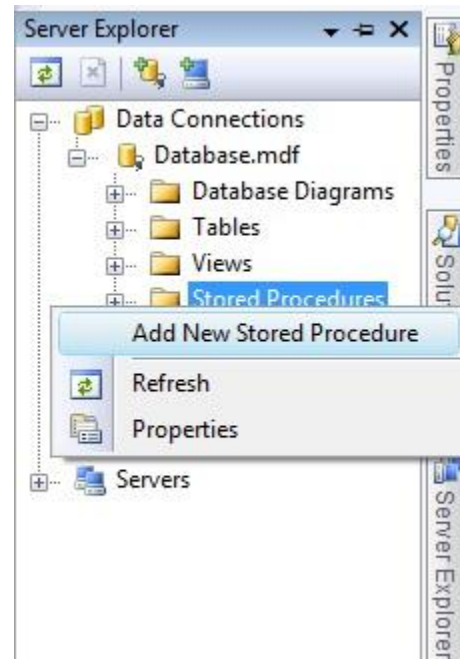 Server Explorer
Data Connections
Database.mdf
Database Diagrams
Tables
Views
Stored Procedures
Add New Stored Procedure
Refresh
Properties
Servers
Properties
Solu
Server Explorer